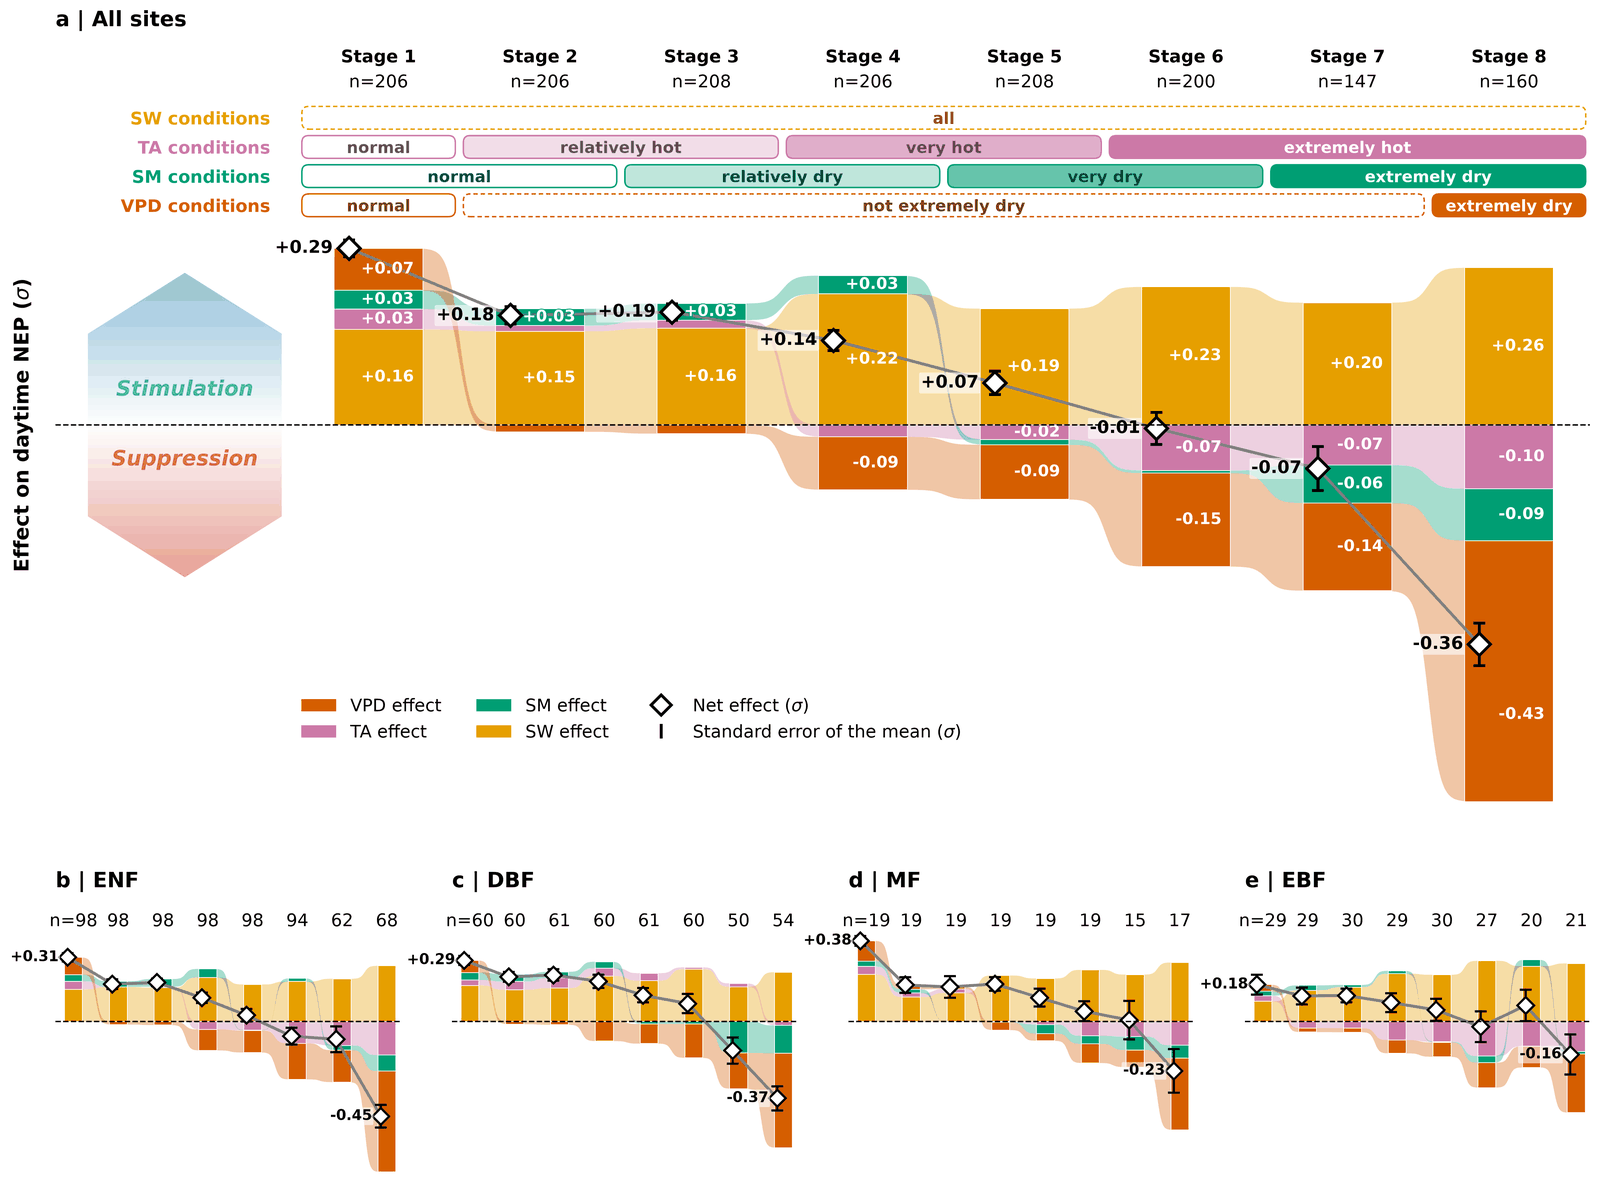 a | All sites
Stage 1 Stage 2 Stage 3 Stage 4 Stage 5 Stage 6 Stage 7 Stage 8
n=206 n=206 n=208 n=206 n=208 n=200 n=147 n=160
SW conditions all
TA conditions normal relatively hot very hot extremely hot
SM conditions normal relatively dry very dry extremely dry
VPD conditions normal not extremely dry extremely dry
Effect on daytime NEP (σ)
Stimulation
Suppression
+0.29 +0.07 +0.03 +0.03 +0.16
+0.18 +0.03 +0.15
+0.19 +0.03 +0.16
+0.14 +0.03 +0.22 -0.09
+0.07 +0.19 -0.02 -0.09
-0.01 +0.23 -0.07 -0.15
-0.07 +0.20 -0.07 -0.06 -0.14
-0.36 +0.26 -0.10 -0.09 -0.43
VPD effect SM effect Net effect (σ)
TA effect SW effect Standard error of the mean (σ)
b | ENF
n=98 98 98 98 98 94 62 68
+0.31
-0.45
c | DBF
n=60 60 61 60 61 60 50 54
+0.29
-0.37
d | MF
n=19 19 19 19 19 19 15 17
+0.38
-0.23
e | EBF
n=29 29 30 29 30 27 20 21
+0.18
-0.16